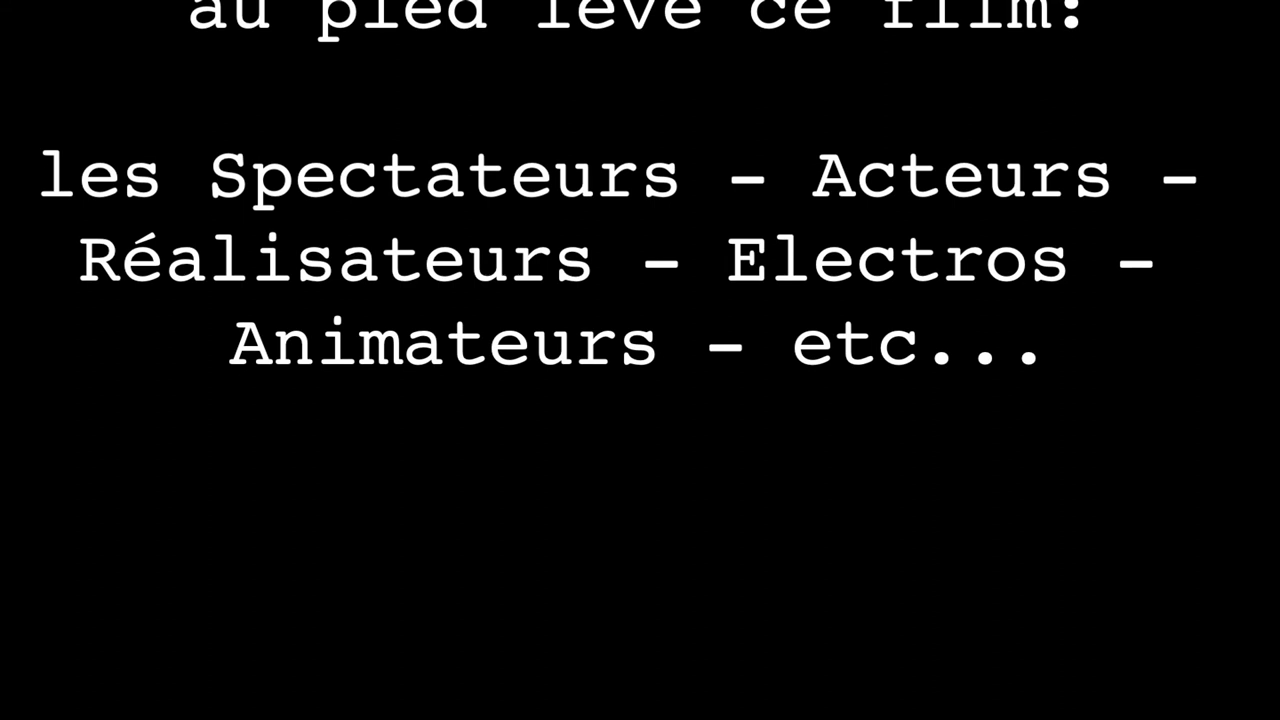 au pied levé ce film:
les Spectateurs - Acteurs -
Réalisateurs - Electros -
Animateurs - etc...